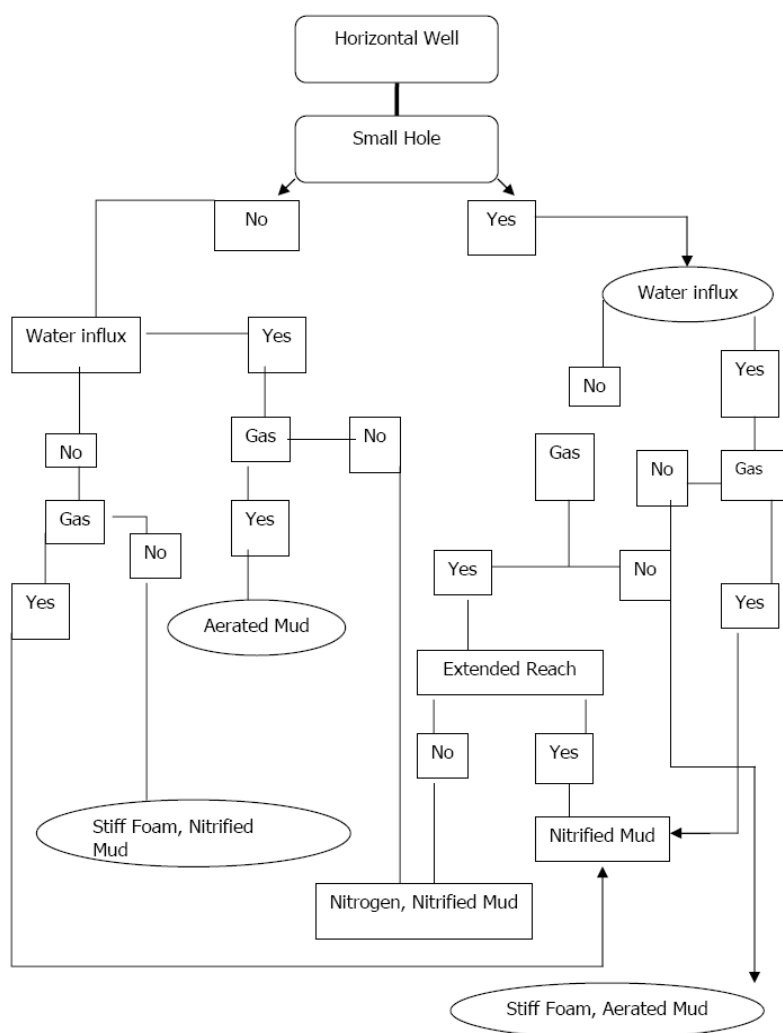 Horizontal Well
Small Hole
No
Yes
Water influx
Water influx
Yes
No
Yes
No
Gas
No
Gas
No
Gas
Gas
Yes
No
Yes
No
Yes
Yes
Aerated Mud
Extended Reach
No
Yes
Stiff Foam, Nitrified
Mud
Nitrified Mud
Nitrogen, Nitrified Mud
Stiff Foam, Aerated Mud